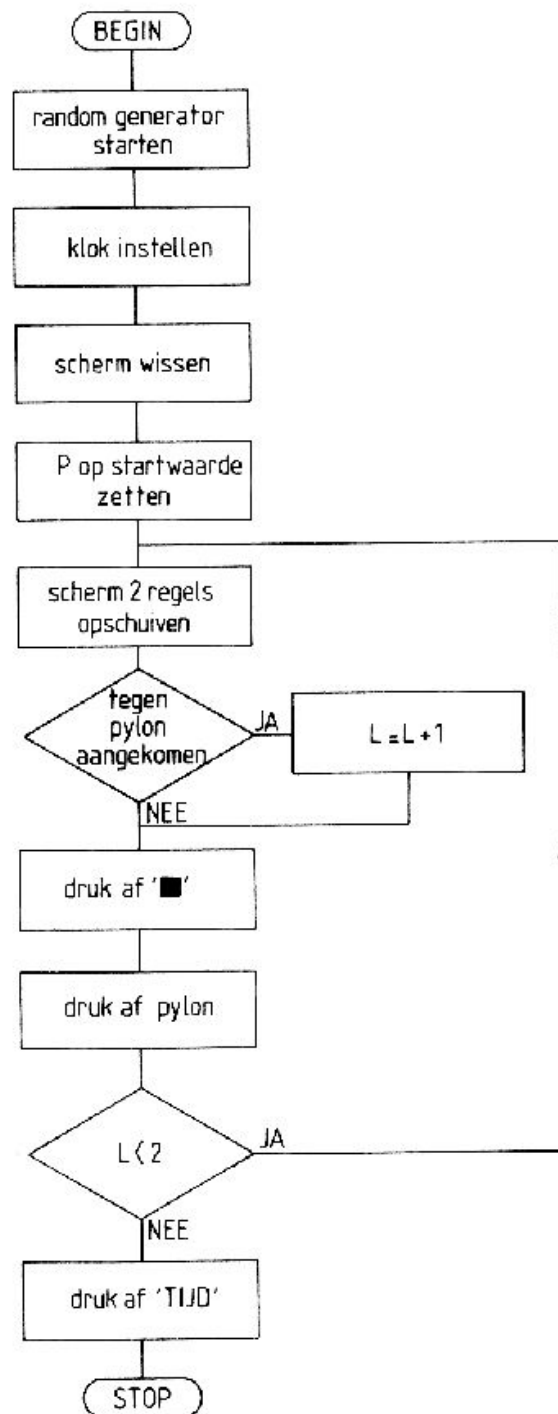 BEGIN
random generator
starten
klok instellen
scherm wissen
P op startwaarde
zetten
scherm 2 regels
opschuiven
tegen
pylon
aangekomen
JA
L=L+1
NEE
druk af '■'
druk af pylon
L<2
JA
NEE
druk af 'TIJD'
STOP